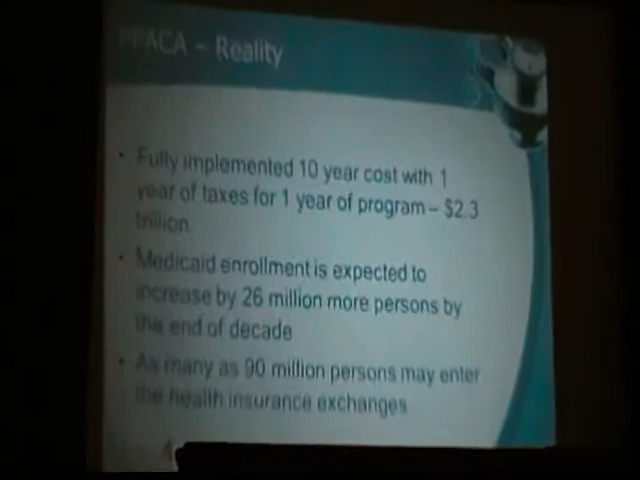 PPACA – Reality
• Fully implemented 10 year cost with 1
year of taxes for 1 year of program – $2.3
trillion.
• Medicaid enrollment is expected to
increase by 26 million more persons by
the end of decade
• As many as 90 million persons may enter
the health insurance exchanges